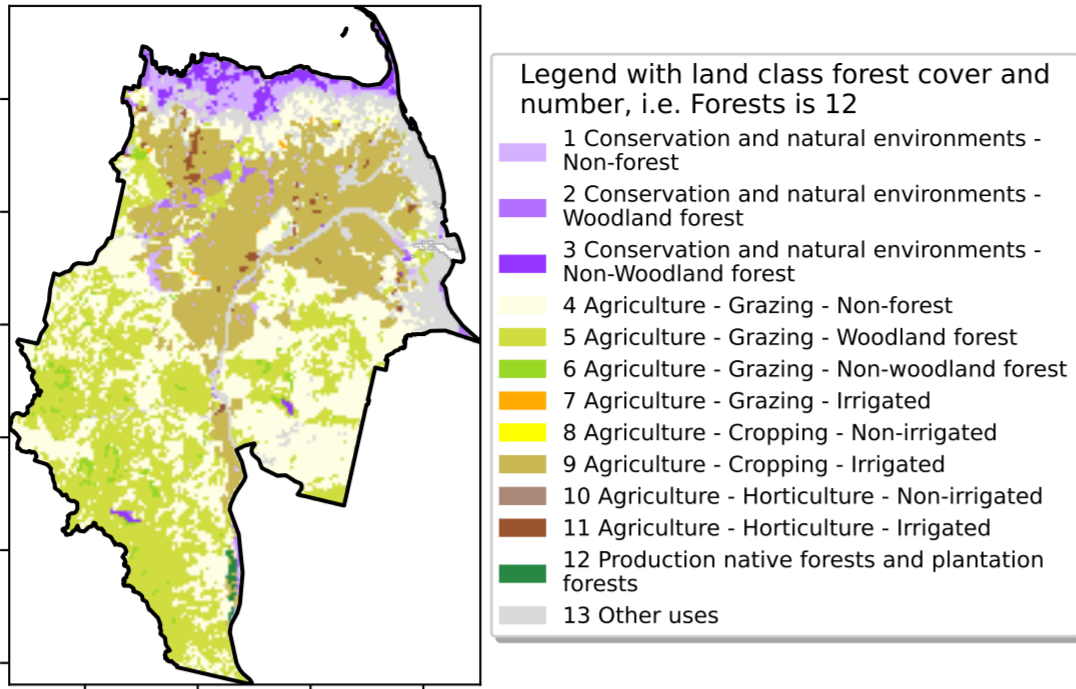 Legend with land class forest cover and
number, i.e. Forests is 12
1 Conservation and natural environments -
Non-forest
2 Conservation and natural environments -
Woodland forest
3 Conservation and natural environments -
Non-Woodland forest
4 Agriculture - Grazing - Non-forest
5 Agriculture - Grazing - Woodland forest
6 Agriculture - Grazing - Non-woodland forest
7 Agriculture - Grazing - Irrigated
8 Agriculture - Cropping - Non-irrigated
9 Agriculture - Cropping - Irrigated
10 Agriculture - Horticulture - Non-irrigated
11 Agriculture - Horticulture - Irrigated
12 Production native forests and plantation
forests
13 Other uses